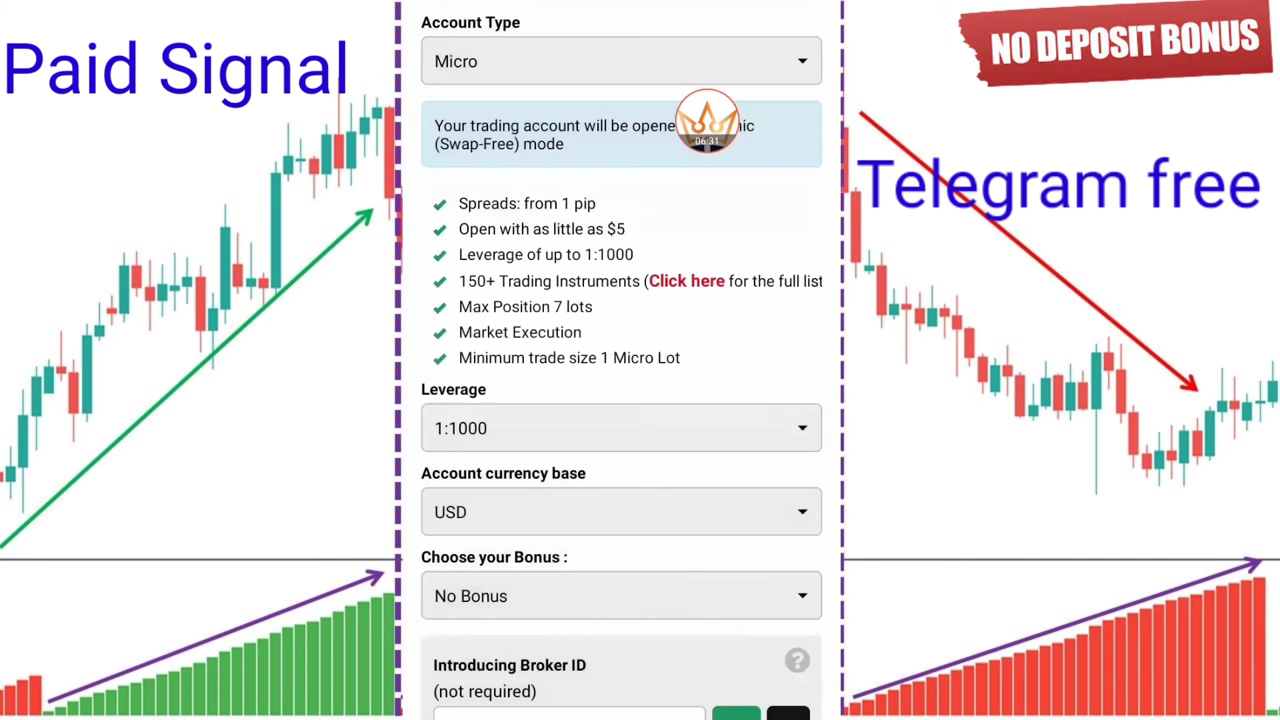 Paid Signal
Account Type
Micro
Your trading account will be opene
(Swap-Free) mode
06:31
Spreads: from 1 pip
Open with as little as $5
Leverage of up to 1:1000
150+ Trading Instruments (Click here for the full list
Max Position 7 lots
Market Execution
Minimum trade size 1 Micro Lot
Leverage
1:1000
Account currency base
USD
Choose your Bonus :
No Bonus
Introducing Broker ID
?
(not required)
NO DEPOSIT BONUS
Telegram free